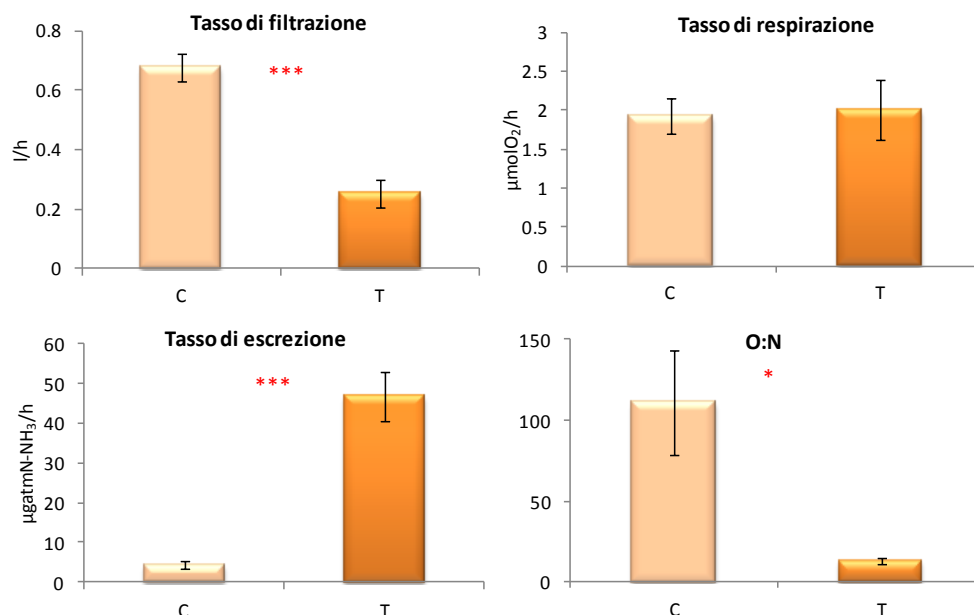 Tasso di filtrazione
0.8
0.6
0.4
0.2
0
l/h
***
C
T
Tasso di respirazione
3
2.5
2
1.5
1
0.5
0
µmolO₂/h
C
T
Tasso di escrezione
60
50
40
30
20
10
0
µgatmN-NH₃/h
***
C
T
O:N
150
100
50
0
*
C
T